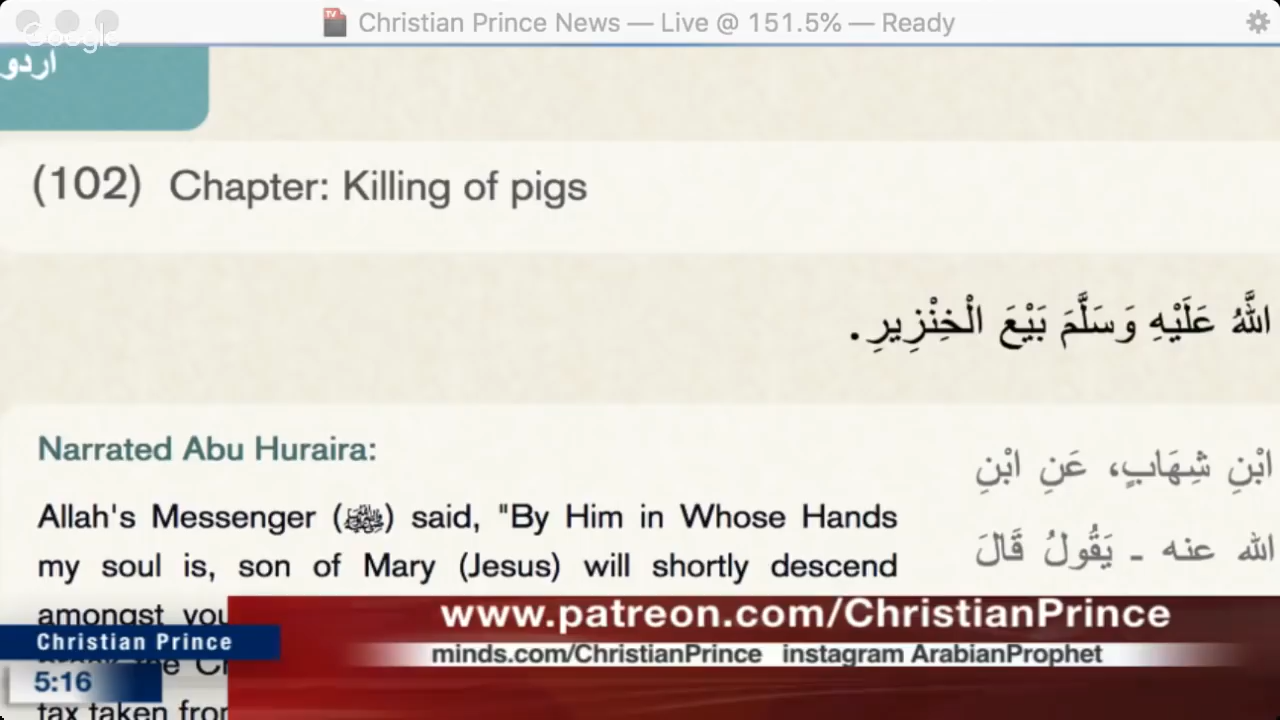 Christian Prince News — Live @ 151.5% — Ready
Google
اردو
(102) Chapter: Killing of pigs
اللَّهُ عَلَيْهِ وَسَلَّمَ بَيْعَ الْخِنْزِيرِ.
Narrated Abu Huraira:
ابْنِ شِهَابٍ، عَنِ ابْنِ
Allah's Messenger (ﷺ) said, "By Him in Whose Hands
الله عنه ـ يَقُولُ قَالَ
my soul is, son of Mary (Jesus) will shortly descend
amongst you
www.patreon.com/ChristianPrince
Christian Prince
minds.com/ChristianPrince instagram ArabianProphet
5:16
tax taken from